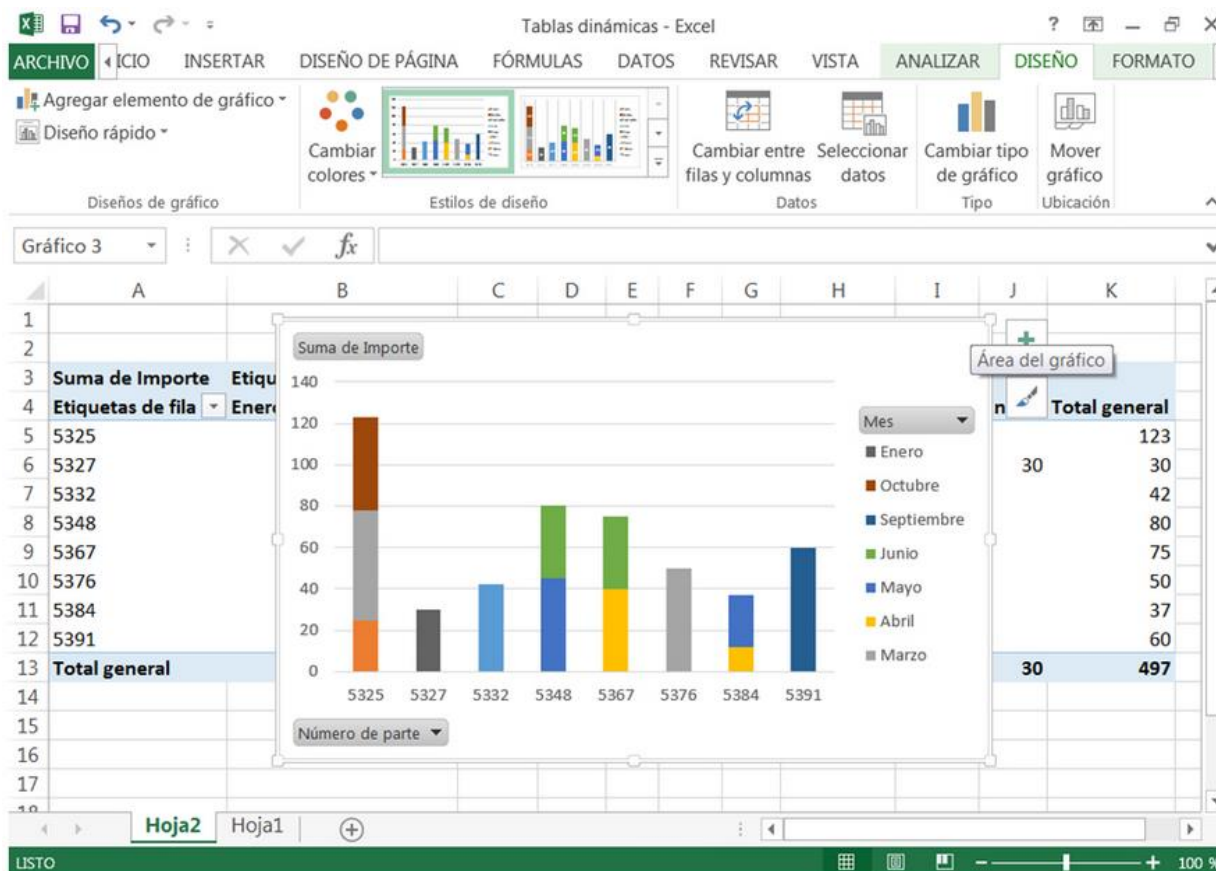 Tablas dinámicas - Excel
?
ARCHIVO ICIO INSERTAR DISEÑO DE PÁGINA FÓRMULAS DATOS REVISAR VISTA ANALIZAR DISEÑO FORMATO
Agregar elemento de gráfico
Diseño rápido
Diseños de gráfico
Cambiar
colores
Estilos de diseño
Cambiar entre
filas y columnas
Seleccionar
datos
Datos
Cambiar tipo
de gráfico
Tipo
Mover
gráfico
Ubicación
Gráfico 3 fx
A B C D E F G H I J K
1
2
3 Suma de Importe Etiqu
4 Etiquetas de fila Ener n Total general
5 5325 123
6 5327 30 30
7 5332 42
8 5348 80
9 5367 75
10 5376 50
11 5384 37
12 5391 60
13 Total general 30 497
14
15
16
17
Suma de Importe
Área del gráfico
140
120
100
80
60
40
20
0
5325 5327 5332 5348 5367 5376 5384 5391
Número de parte
Mes
Enero
Octubre
Septiembre
Junio
Mayo
Abril
Marzo
Hoja2 Hoja1
LISTO 100 %